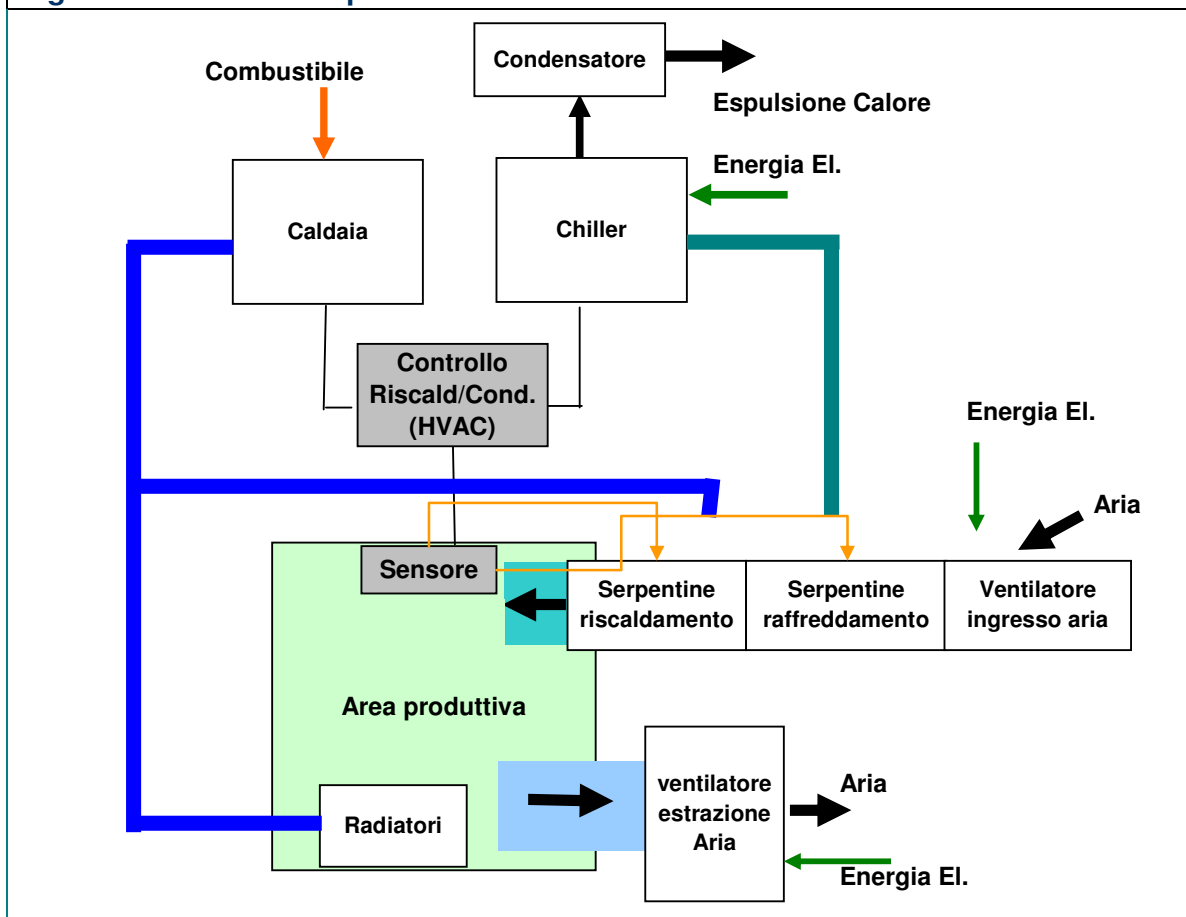 Condensatore
Combustibile
Espulsione Calore
Energia El.
Caldaia
Chiller
Controllo
Riscald/Cond.
(HVAC)
Energia El.
Aria
Sensore
Serpentine
riscaldamento
Serpentine
raffreddamento
Ventilatore
ingresso aria
Area produttiva
ventilatore
estrazione
Aria
Aria
Radiatori
Energia El.